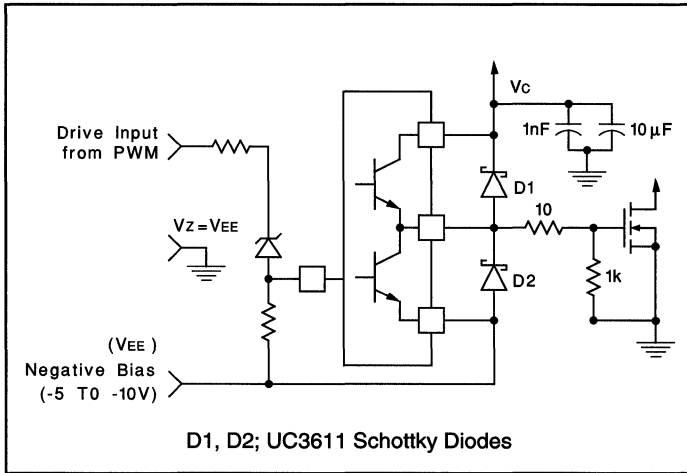 Vc
1nF
10 µF
Drive Input
from PWM
D1
10
Vz=VEE
D2
1k
(VEE )
Negative Bias
(-5 T0 -10V)
D1, D2; UC3611 Schottky Diodes